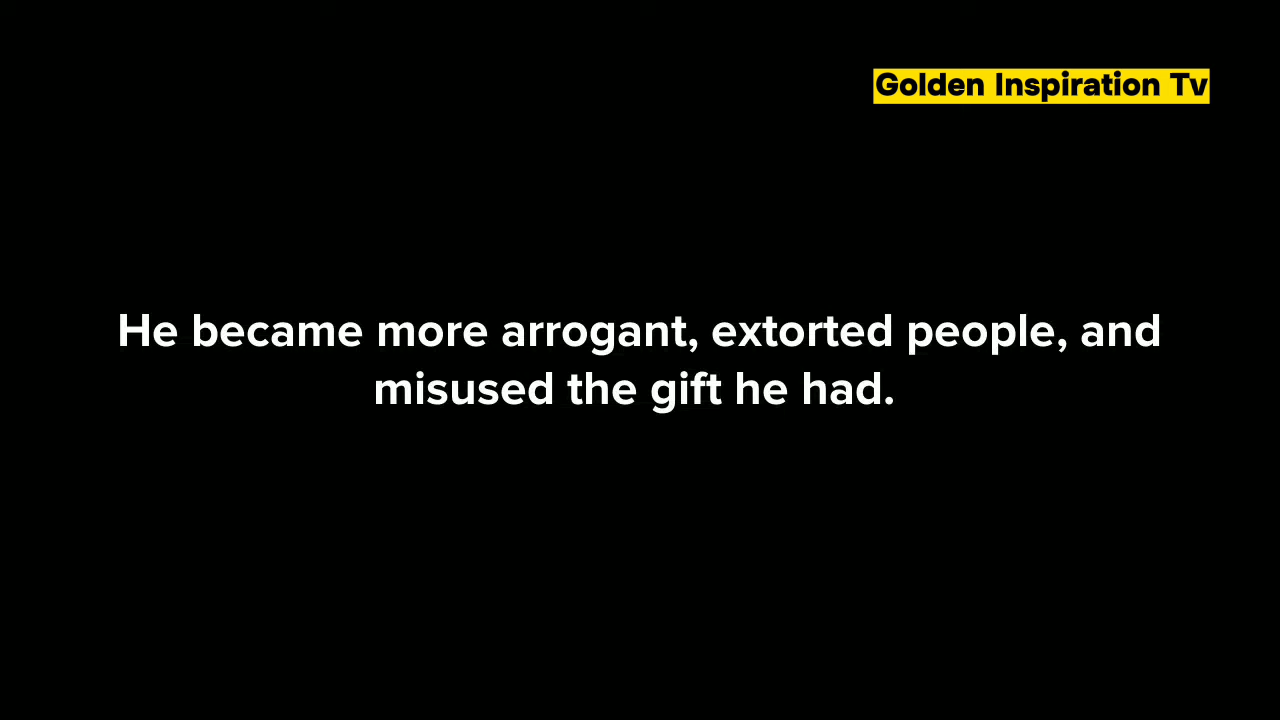 Golden Inspiration Tv
He became more arrogant, extorted people, and
misused the gift he had.